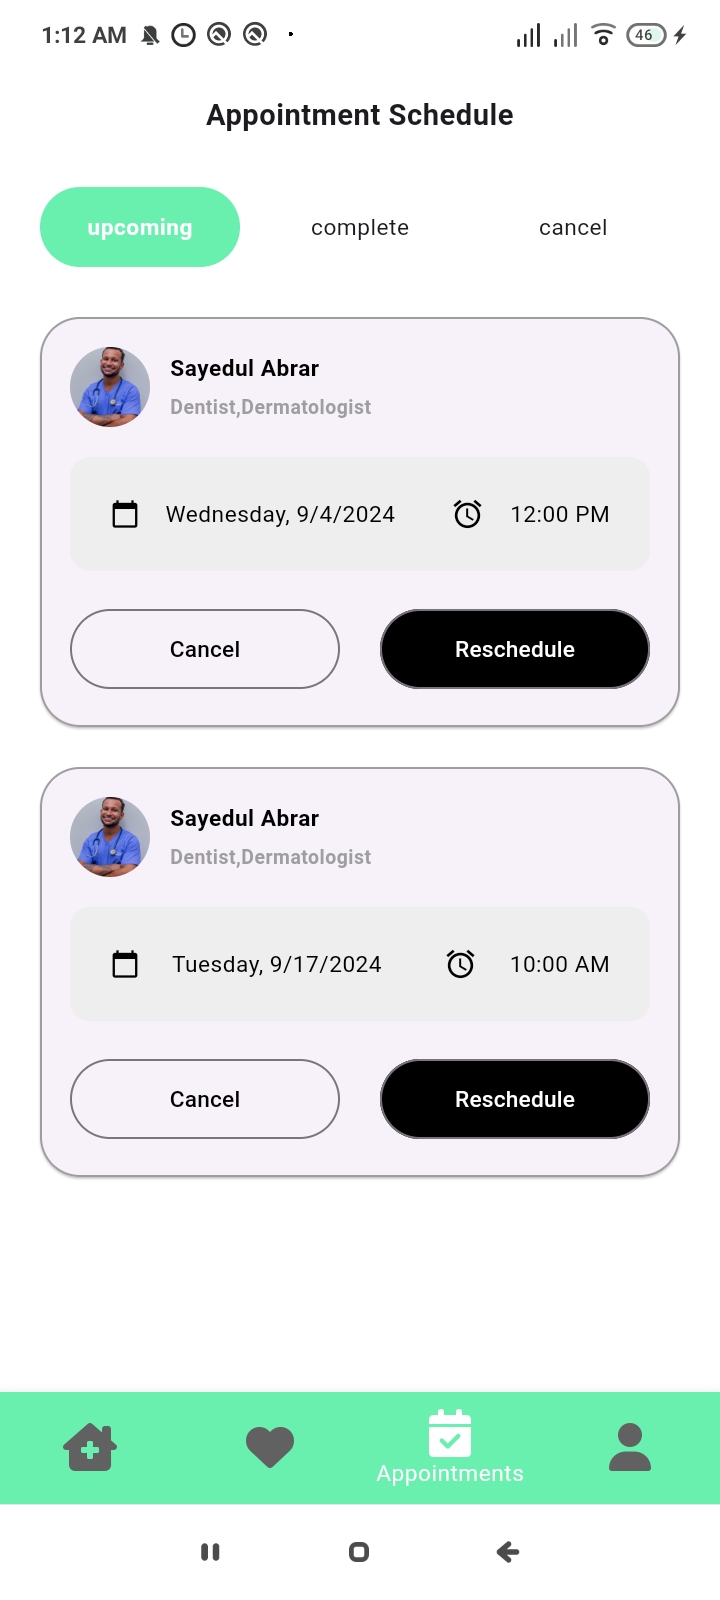 1:12 AM 46
Appointment Schedule
upcoming complete cancel
Sayedul Abrar
Dentist,Dermatologist
Wednesday, 9/4/2024 12:00 PM
Cancel Reschedule
Sayedul Abrar
Dentist,Dermatologist
Tuesday, 9/17/2024 10:00 AM
Cancel Reschedule
Appointments